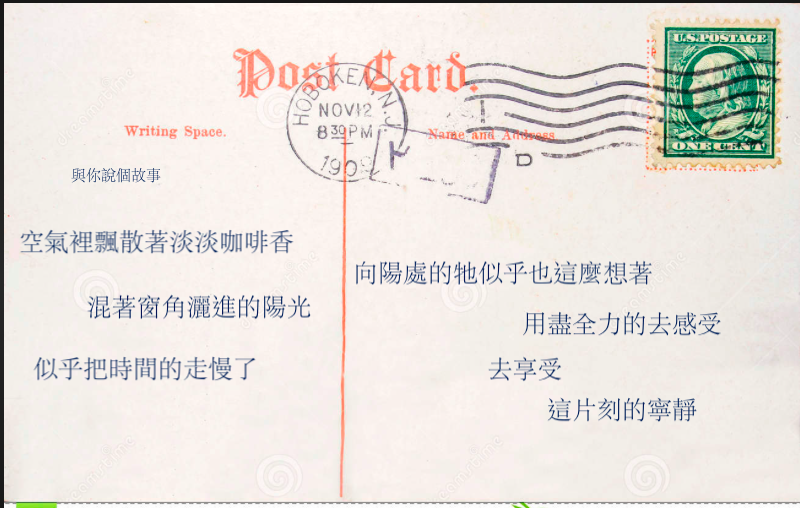 Post Card.
HOBOKEN, N.J.
NOV 12
8 30 PM
1909
U.S. POSTAGE
ONE CENT
Writing Space.
Name and Address
D
與你說個故事
空氣裡飄散著淡淡咖啡香
混著窗角灑進的陽光
似乎把時間的走慢了
向陽處的牠似乎也這麼想著
用盡全力的去感受
去享受
這片刻的寧靜